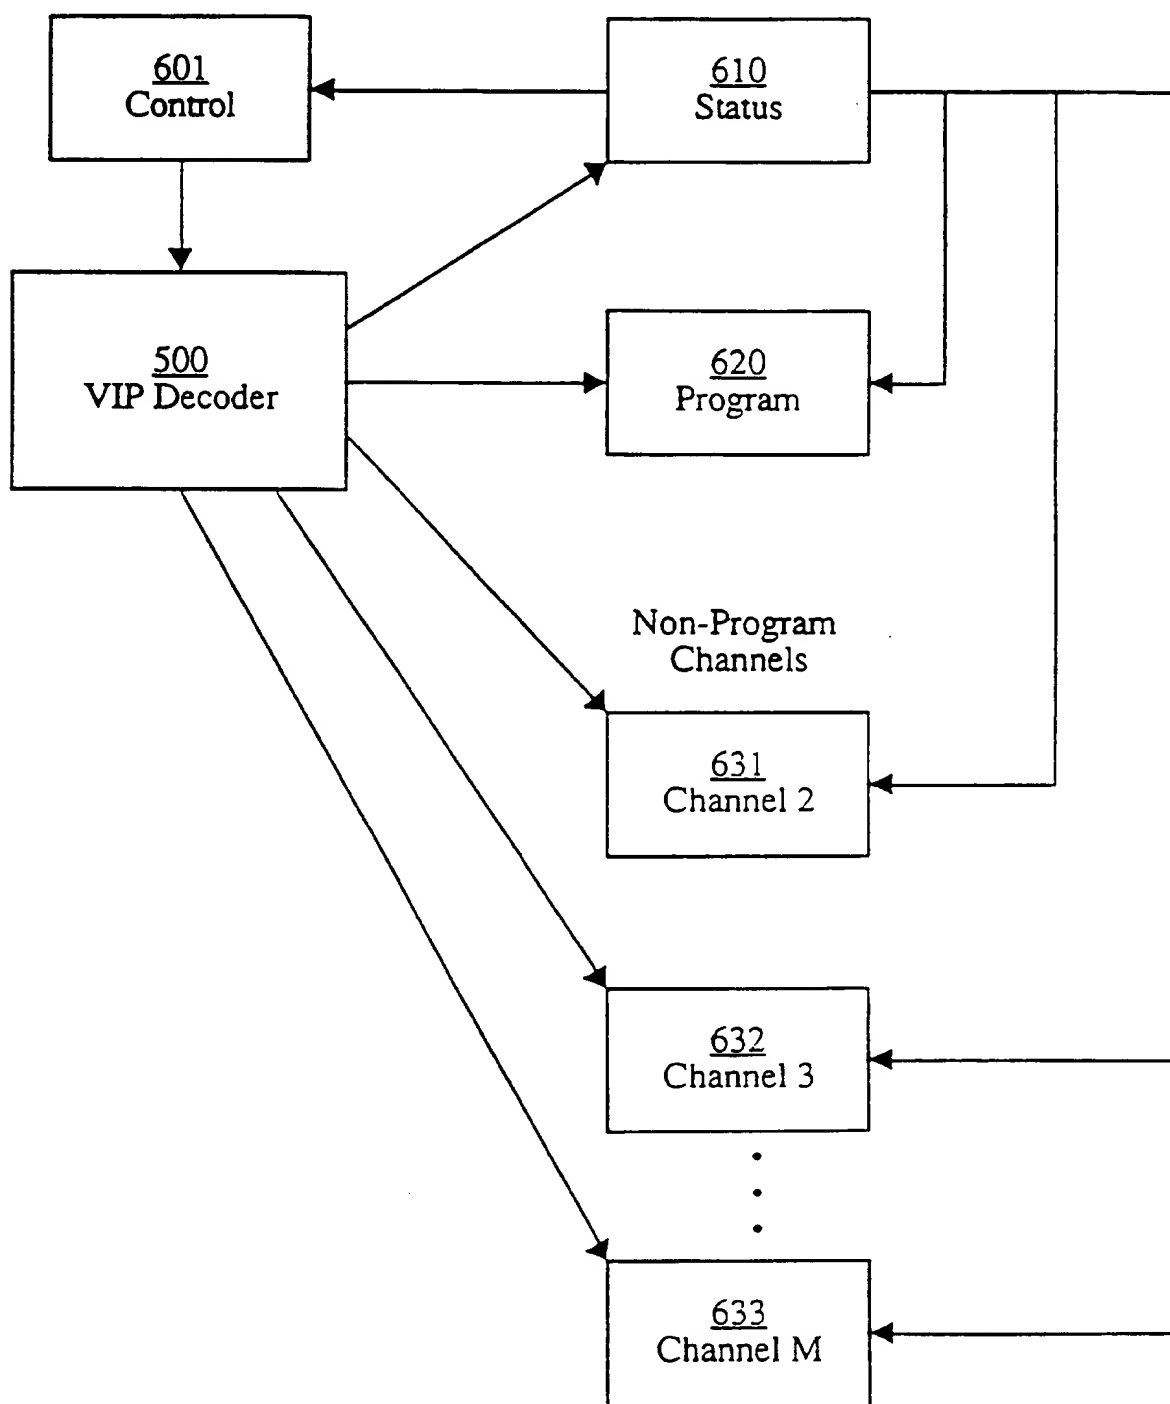 601
Control
610
Status
500
VIP Decoder
620
Program
Non-Program
Channels
631
Channel 2
632
Channel 3
633
Channel M